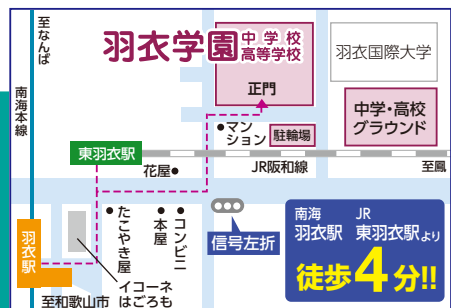 至なんば
南海本線
羽衣学園 中学校
高等学校
羽衣国際大学
正門
中学・高校
グラウンド
●マン
ション
駐輪場
東羽衣駅
花屋●
JR阪和線
至鳳
●たこやき屋
●本屋
●コンビニ
信号左折
羽衣駅
イコーネ
はごろも
至和歌山市
南海 JR
羽衣駅 東羽衣駅より
徒歩4分!!